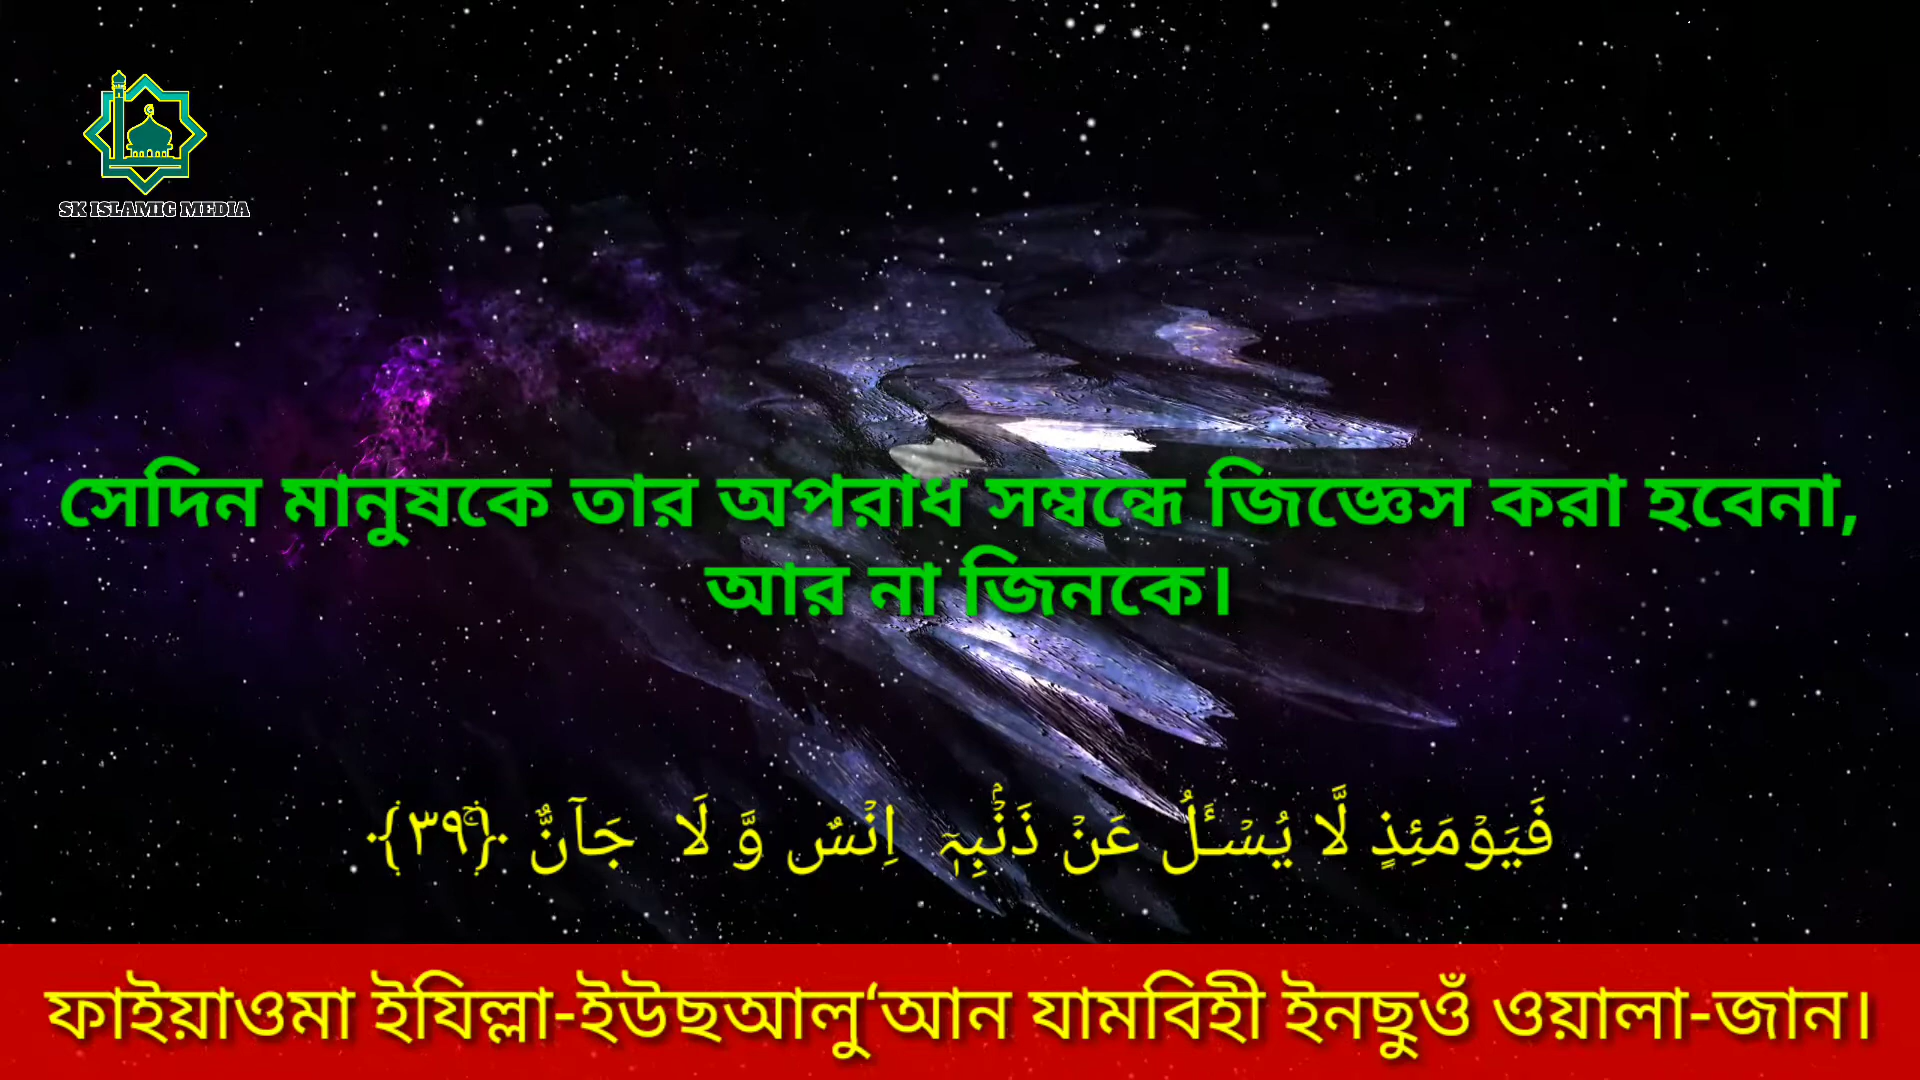 SK ISLAMIC MEDIA
সেদিন মানুষকে তার অপরাধ সম্বন্ধে জিজ্ঞেস করা হবেনা,
আর না জিনকে।
فَیَوۡمَئِذٍ لَّا یُسۡـَٔلُ عَنۡ ذَنۡۢبِہٖۤ اِنۡسٌ وَّ لَا جَآنٌّ ﴿ۚ۳۹﴾
ফাইয়াওমা ইযিল্লা-ইউছআলু‘আন যামবিহী ইনছুওঁ ওয়ালা-জান।